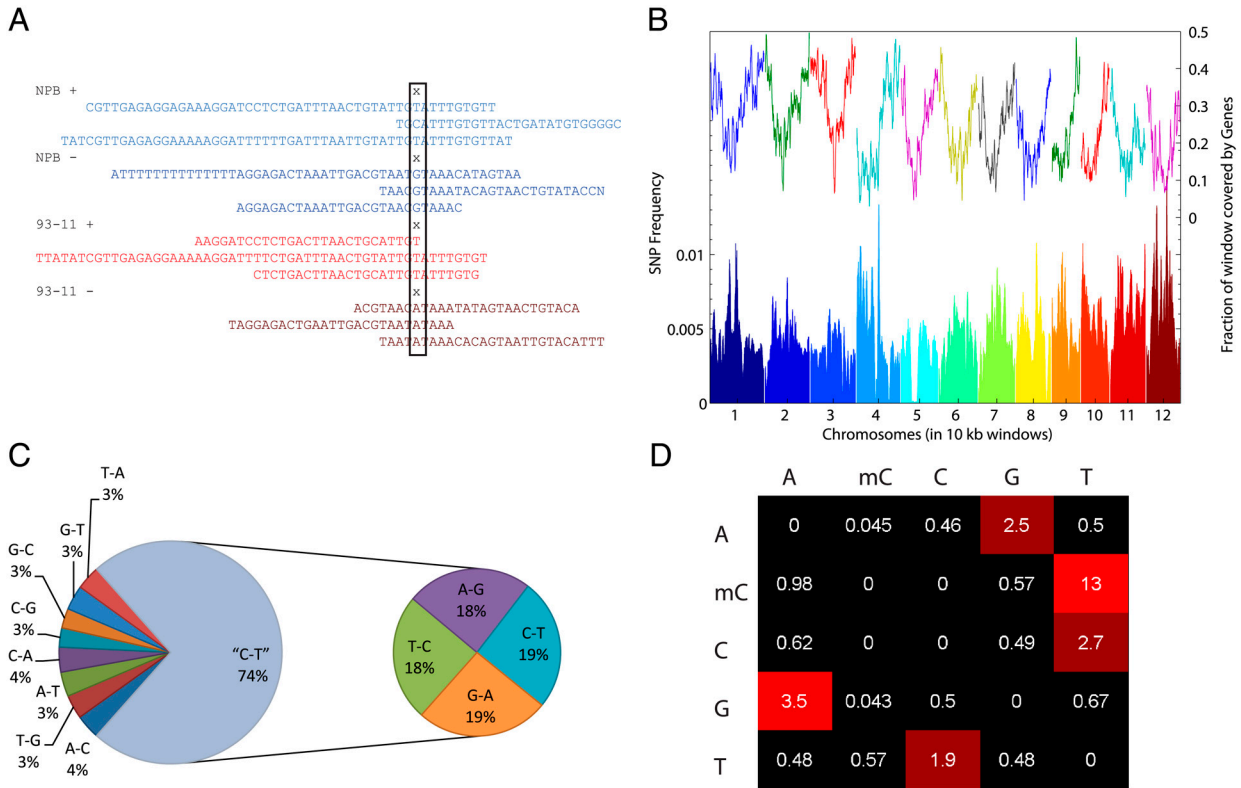 A
NPB +
x
CGTTGAGAGGAGAAAGGATCCTCTGATTTAACTGTATTGTATTTGTGTT
TGCATTTGTGTTACTGATATGTGGGGC
TATCGTTGAGAGGAAAAAGGATTTTTTGATTTAATTGTATTGTATTTGTGTTAT
NPB -
x
ATTTTTTTTTTTTTTAGGAGACTAAATTGACGTAATGTAAACATAGTAA
TAAGGTAAATACAGTAACTGTATACCN
AGGAGACTAAATTGACGTAACGTAAAC
93-11 +
x
AAGGATCCTCTGACTTAACTGCATTGT
TTATATCGTTGAGAGGAAAAAGGATTTTCTGATTTAACTGTATTGTATTTGTGT
CTCTGACTTAACTGCATTGTATTTGTG
93-11 -
x
ACGTAAGATAAATATAGTAACTGTACA
TAGGAGACTGAATTGACGTAATATAAA
TAATATAAACACAGTAATTGTACATTT
B
SNP Frequency
0.01
0.005
0
0.5
0.4
0.3
0.2
0.1
0
Fraction of window covered by Genes
1 2 3 4 5 6 7 8 9 10 11 12
Chromosomes (in 10 kb windows)
C
T-A
3%
G-T
3%
G-C
3%
C-G
3%
C-A
4%
A-T
3%
T-G
3%
A-C
4%
“C-T”
74%
A-G
18%
C-T
19%
T-C
18%
G-A
19%
D
A mC C G T
A 0 0.045 0.46 2.5 0.5
mC 0.98 0 0 0.57 13
C 0.62 0 0 0.49 2.7
G 3.5 0.043 0.5 0 0.67
T 0.48 0.57 1.9 0.48 0